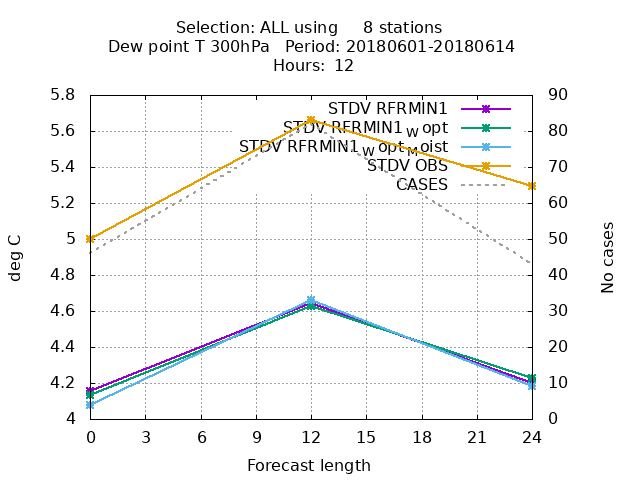 Selection: ALL using 8 stations
Dew point T 300hPa Period: 20180601-20180614
Hours: 12
5.8 90
STDV RFRMIN1
5.6 80
STDV RFRMIN1_W opt
STDV RFRMIN1_W opt_M oist
5.4 70
STDV OBS
CASES
5.2 60
5 50
deg C
No cases
4.8 40
4.6 30
4.4 20
4.2 10
4 0
0 3 6 9 12 15 18 21 24
Forecast length